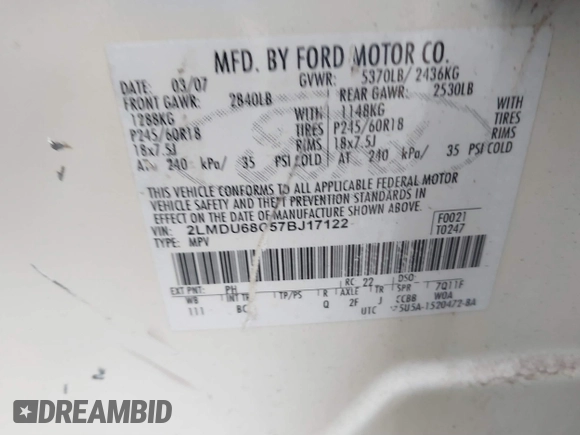 MFD. BY FORD MOTOR CO.
DATE: 03/07 GVWR: 5370LB/ 2436KG
FRONT GAWR: 2840LB REAR GAWR: 2530LB
1288KG WITH 1148KG WITH
P245/60R18 TIRES P245/60R18 TIRES
18x7.5J RIMS 18x7.5J RIMS
AT 240 kPa/ 35 PSI COLD AT 240 kPa/ 35 PSI COLD
THIS VEHICLE CONFORMS TO ALL APPLICABLE FEDERAL MOTOR
VEHICLE SAFETY AND THEFT PREVENTION STANDARDS IN
EFFECT ON THE DATE OF MANUFACTURE SHOWN ABOVE.
VIN: 2LMDU68C57BJ17122 F0021
TYPE: MPV T0247
EXT PNT: PH RC: 22 DSO:
WB INT TR TP/PS R AXLE TR SPR 7Q11F
111 BC Q 2F J CCBB WOA
UTC 5U5A-1520472-BA
DREAMBID